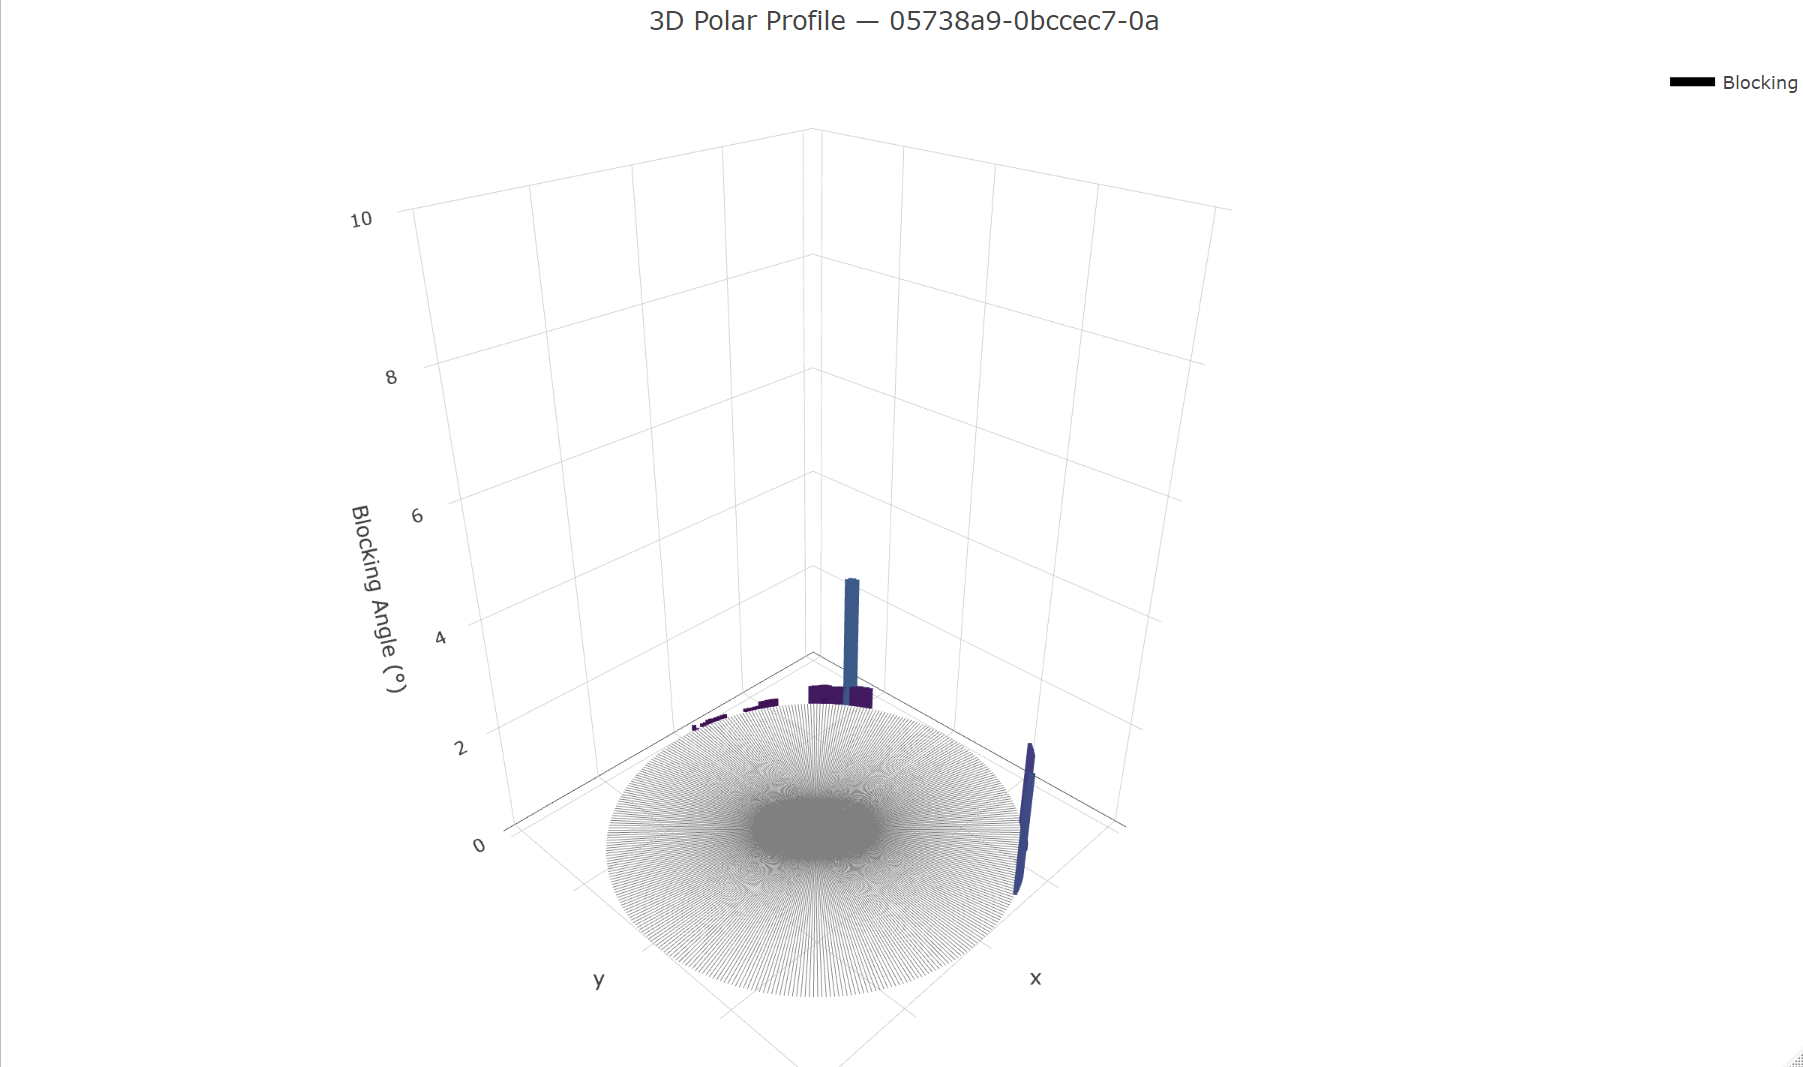 3D Polar Profile — 05738a9-0bccec7-0a
Blocking
10
8
6
4
2
0
Blocking Angle (°)
y
x